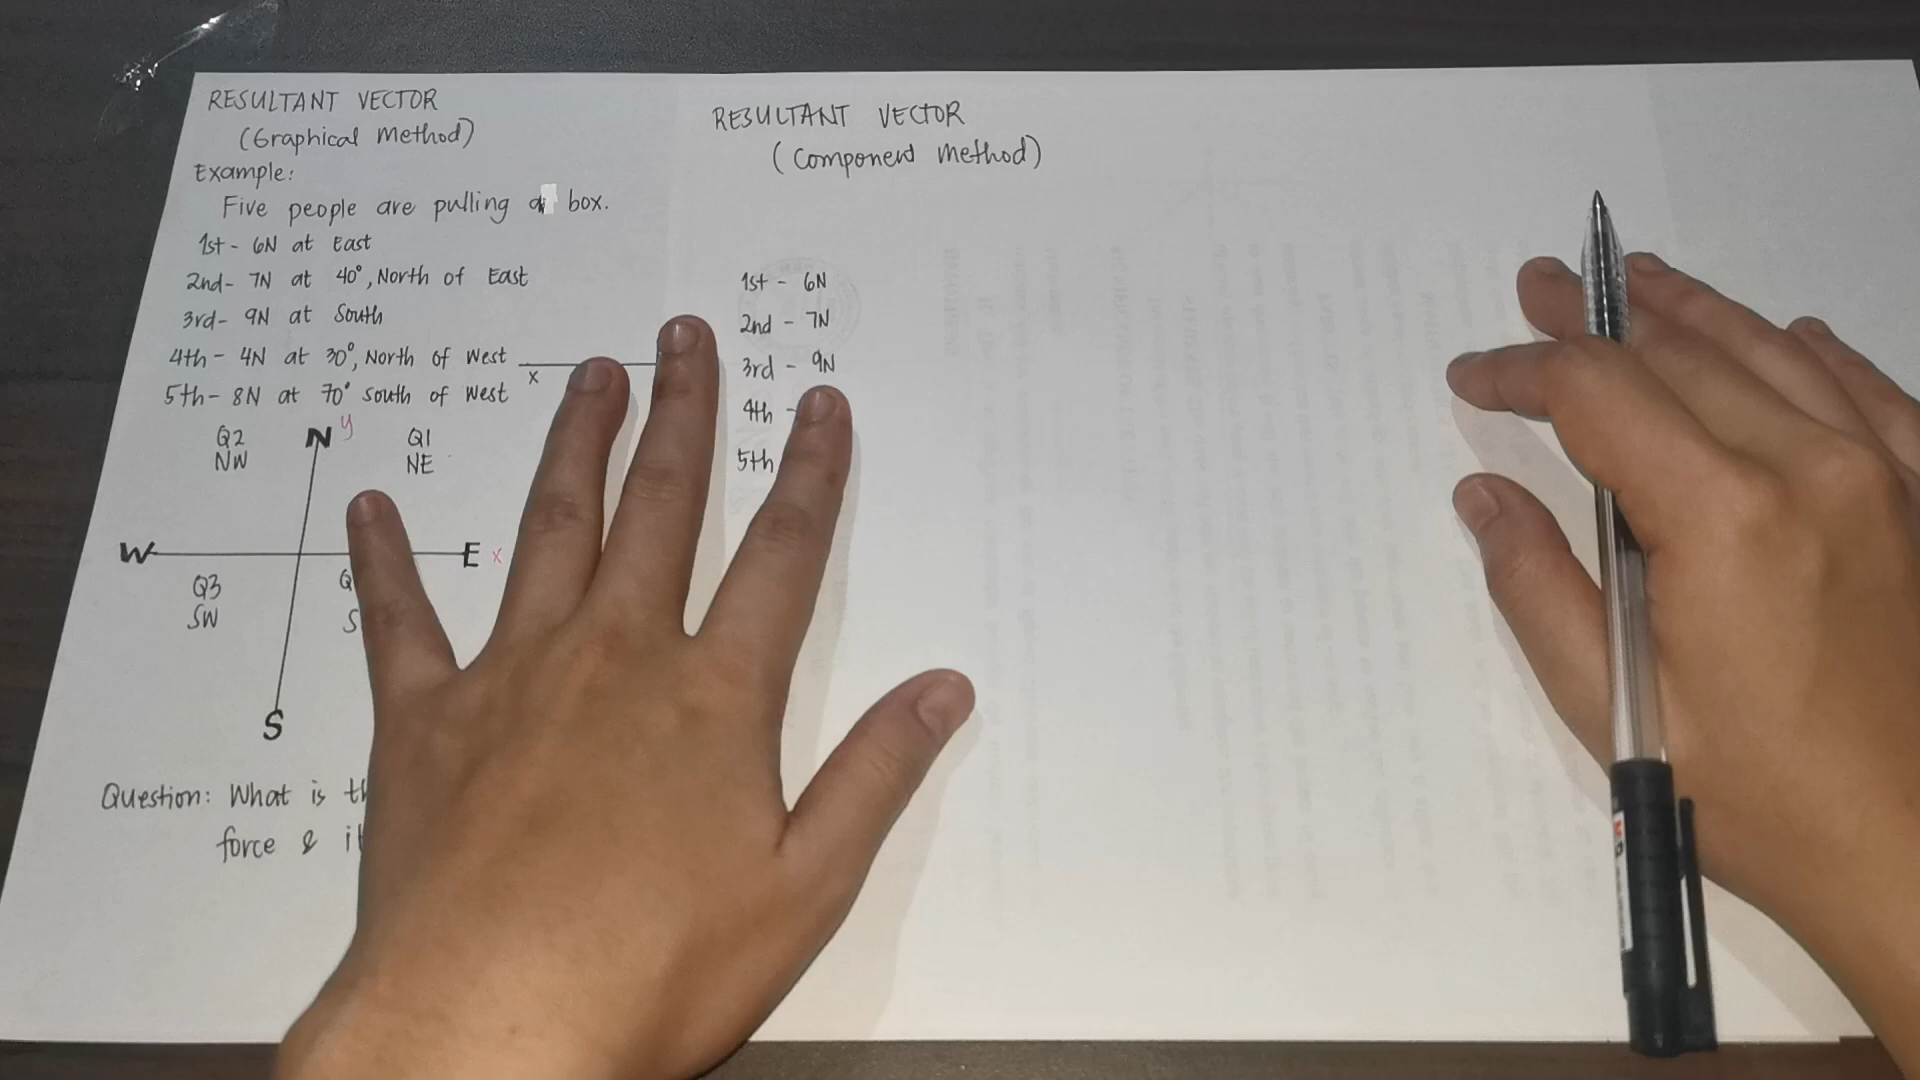 RESULTANT VECTOR
(Graphical Method)
Example:
Five people are pulling a box.
1st - 6N at East
2nd - 7N at 40°, North of East
3rd - 9N at South
4th - 4N at 30°, North of West
5th - 8N at 70° South of West
x
Q2
NW
N
y
Q1
NE
W
E
x
Q3
SW
Q
S
S
Question: What is
force &
RESULTANT VECTOR
(Component Method)
1st - 6N
2nd - 7N
3rd - 9N
4th -
5th